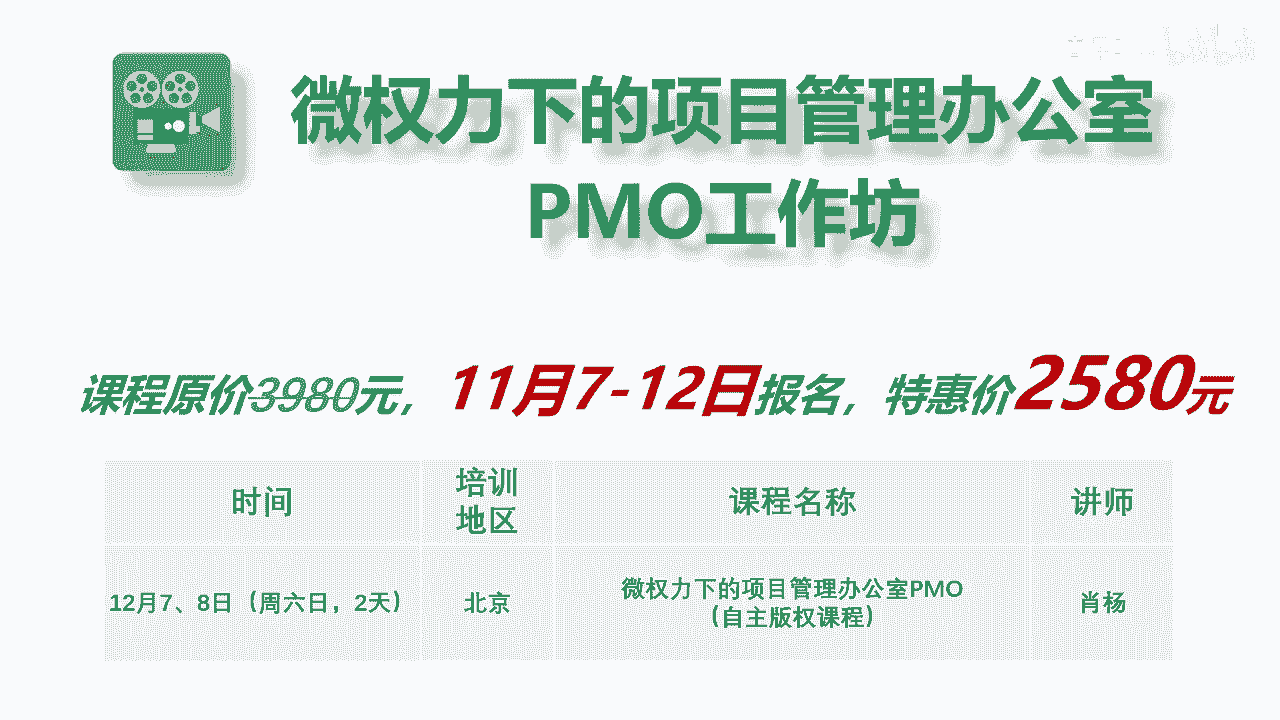 微权力下的项目管理办公室
PMO工作坊
课程原价3980元，11月7-12日报名，特惠价2580元
时间
培训
地区
课程名称
讲师
12月7、8日（周六日，2天）
北京
微权力下的项目管理办公室PMO
（自主版权课程）
肖杨